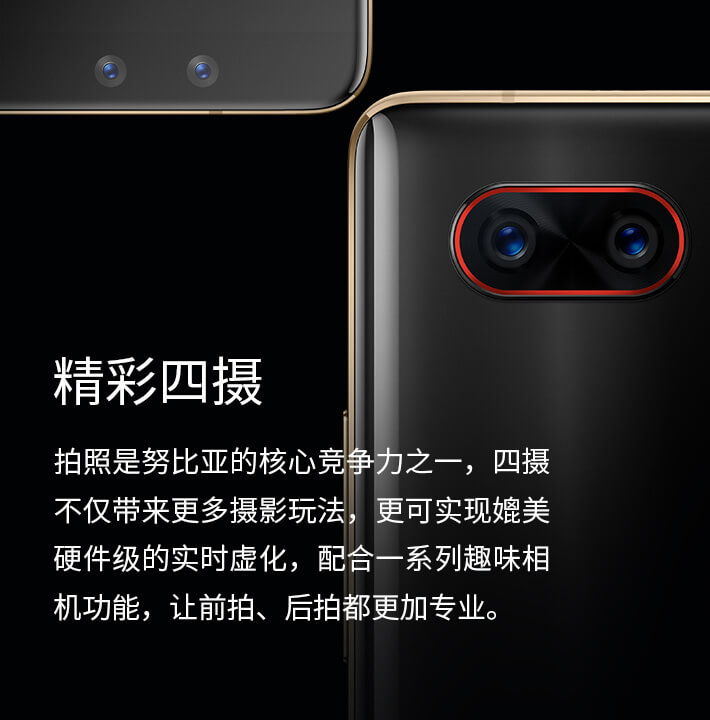 精彩四摄
拍照是努比亚的核心竞争力之一，四摄
不仅带来更多摄影玩法，更可实现媲美
硬件级的实时虚化，配合一系列趣味相
机功能，让前拍、后拍都更加专业。